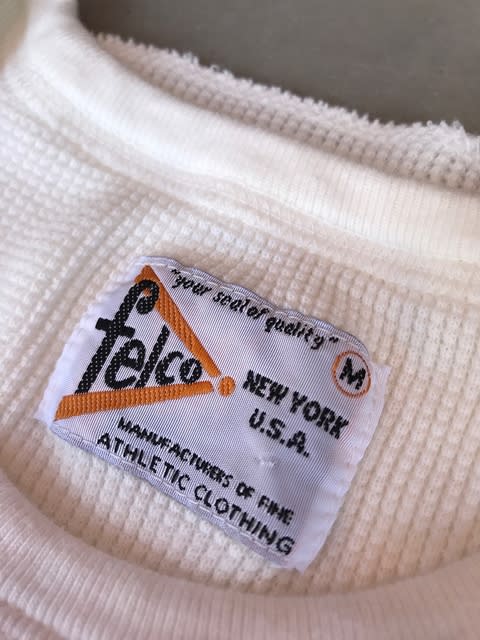 "your seal of quality"
felco
M
NEW YORK
U.S.A.
MANUFACTURERS OF FINE
ATHLETIC CLOTHING